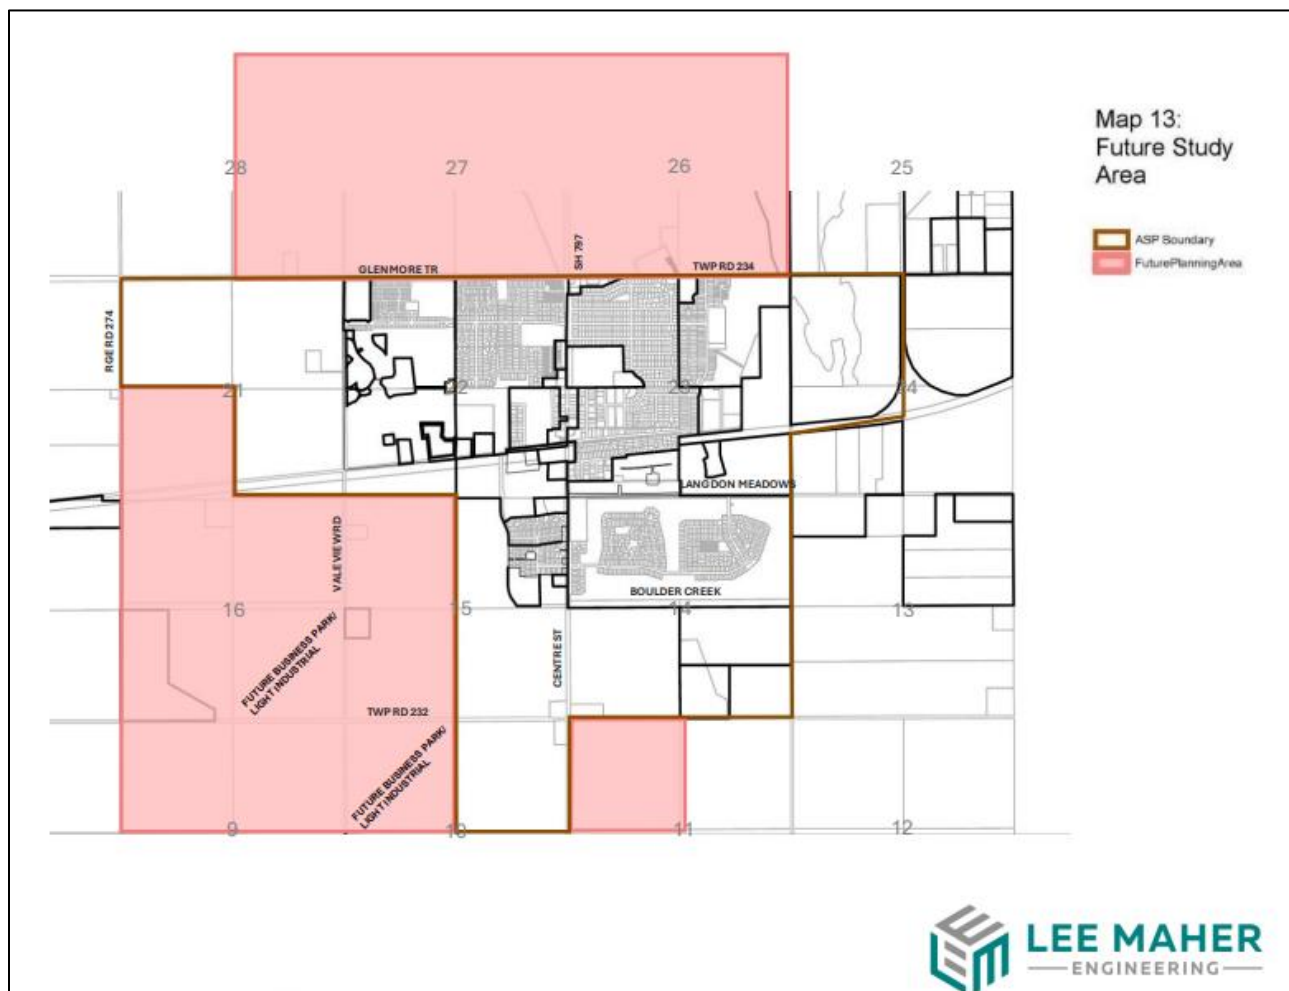 Map 13:
Future Study
Area
ASP Boundary
FuturePlanningArea
28
27
26
25
SH 797
GLENMORE TR
TWP RD 234
RGE RD 274
21
22
23
24
LANGDON MEADOWS
VALE VIEW RD
BOULDER CREEK
16
15
14
13
FUTURE BUSINESS PARK/
LIGHT INDUSTRIAL
CENTRE ST
TWP RD 232
FUTURE BUSINESS PARK/
LIGHT INDUSTRIAL
9
10
11
12
LEE MAHER
ENGINEERING